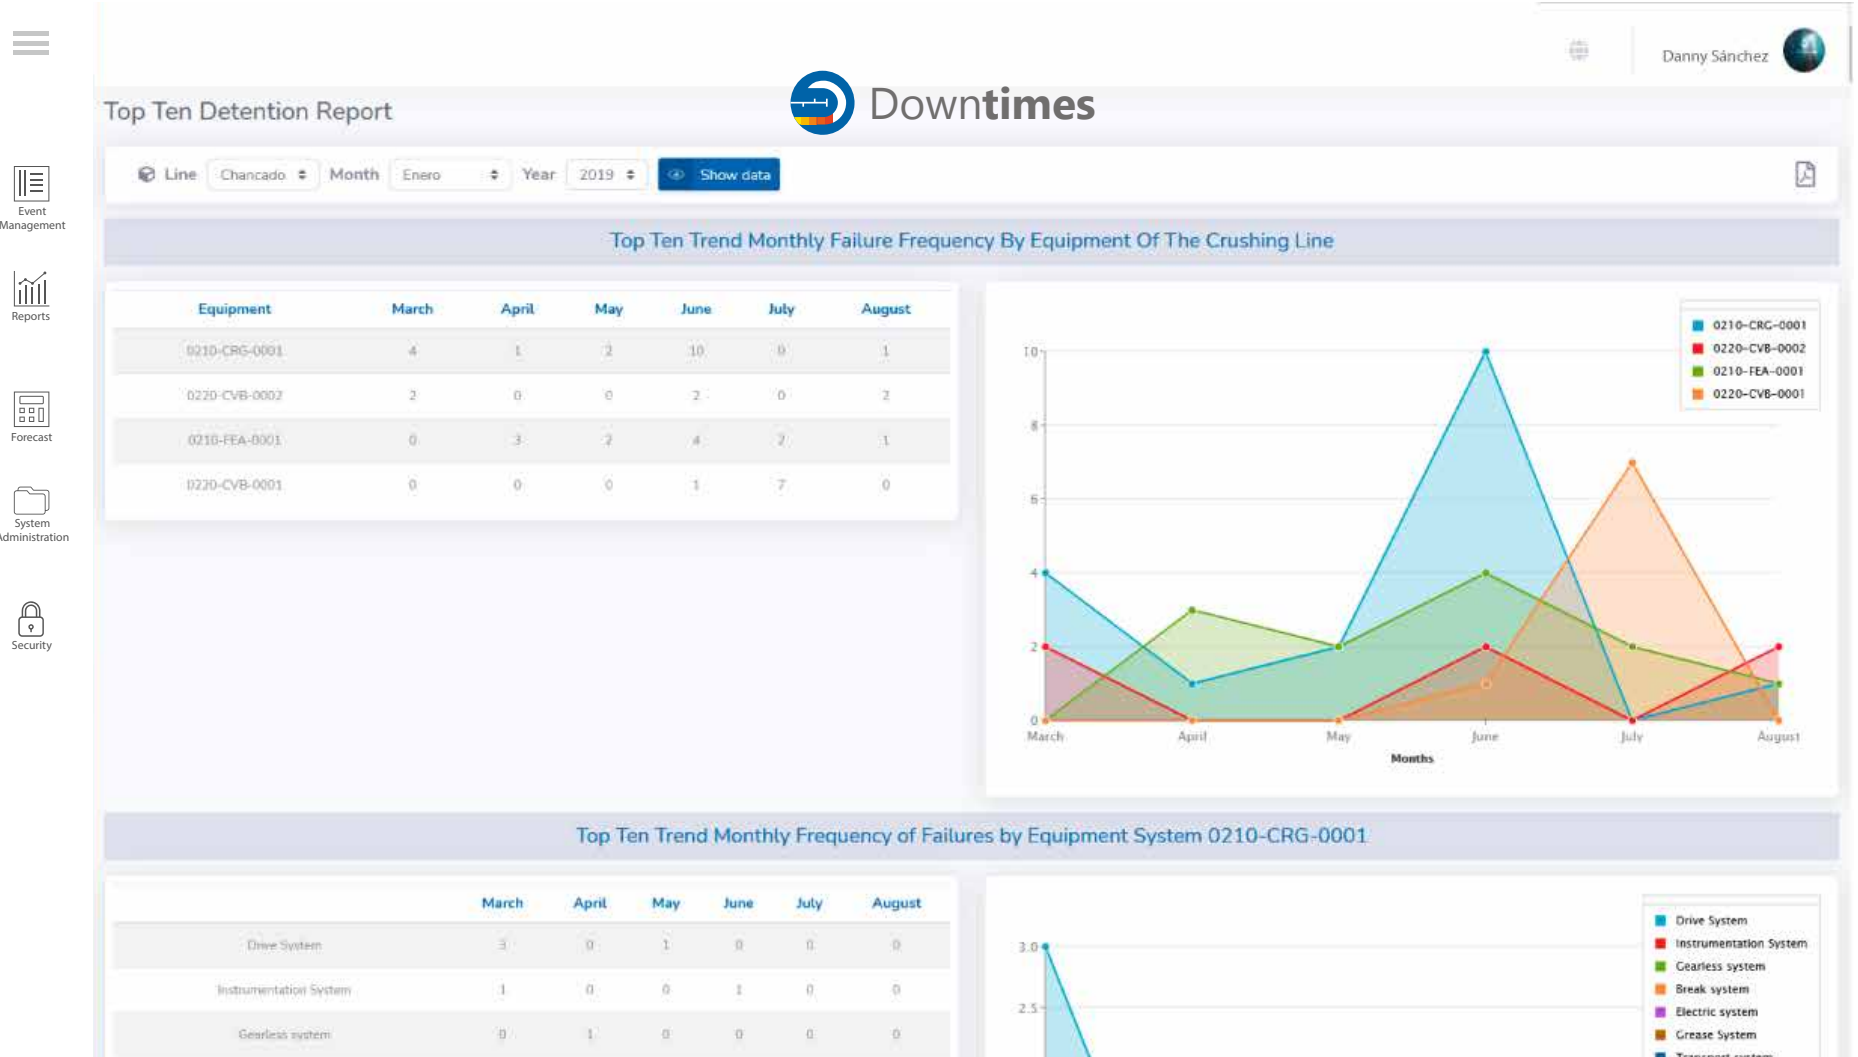 Danny Sánchez
Downtimes
Top Ten Detention Report
Line Chancado Month Enero Year 2019 Show data
Event
Management
Reports
Forecast
System
Administration
Security
Top Ten Trend Monthly Failure Frequency By Equipment Of The Crushing Line
Equipment March April May June July August
0210-CRG-0001 4 1 2 10 0 1
0220-CVB-0002 2 0 0 2 0 2
0210-FEA-0001 0 3 2 4 2 1
0220-CVB-0001 0 0 0 1 7 0
0210-CRG-0001
0220-CVB-0002
0210-FEA-0001
0220-CVB-0001
10
8
6
4
2
0
March April May June July August
Months
Top Ten Trend Monthly Frequency of Failures by Equipment System 0210-CRG-0001
March April May June July August
Drive System 3 0 1 0 0 0
Instrumentation System 1 0 0 1 0 0
Gearless system 0 1 0 0 0 0
3.0
2.5
Drive System
Instrumentation System
Gearless system
Break system
Electric system
Grease System
Transport system